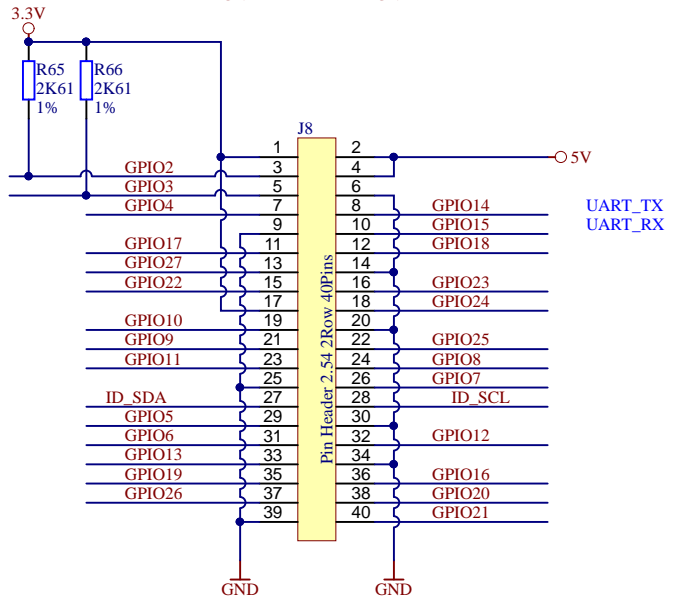 3.3V
R65
2K61
1%
R66
2K61
1%
J8
1 2
5V
GPIO2 3 4
GPIO3 5 6
GPIO4 7 8 GPIO14 UART_TX
9 10 GPIO15 UART_RX
GPIO17 11 12 GPIO18
GPIO27 13 14
GPIO22 15 16 GPIO23
17 18 GPIO24
GPIO10 19 20
GPIO9 21 22 GPIO25
GPIO11 23 24 GPIO8
25 26 GPIO7
ID_SDA 27 28 ID_SCL
GPIO5 29 30
GPIO6 31 32 GPIO12
GPIO13 33 34
GPIO19 35 36 GPIO16
GPIO26 37 38 GPIO20
39 40 GPIO21
Pin Header 2.54 2Row 40Pins
GND
GND